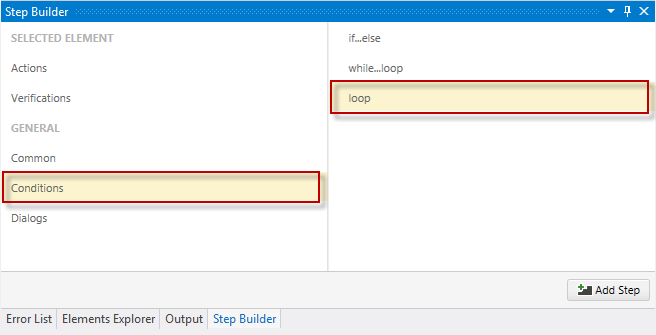 Step Builder
SELECTED ELEMENT
Actions
Verifications
GENERAL
Common
Conditions
Dialogs
if...else
while...loop
loop
Add Step
Error List Elements Explorer Output Step Builder